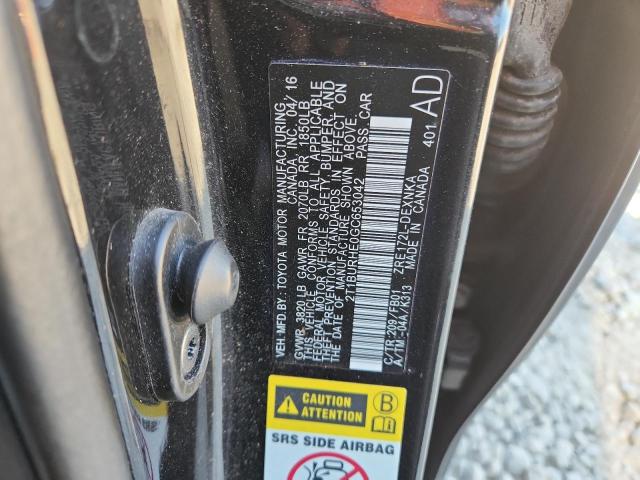 VEH.MFD.BY: TOYOTA MOTOR MANUFACTURING
CANADA, INC. 04/16
GVWR 3820LB GAWR FR 2070LB RR 1850LB
THIS VEHICLE CONFORMS TO ALL APPLICABLE
FEDERAL MOTOR VEHICLE SAFETY, BUMPER, AND
THEFT PREVENTION STANDARDS IN EFFECT ON
THE DATE OF MANUFACTURE SHOWN ABOVE.
2T1BURHE0GC653042 PASS CAR
ZRE172L-DEXNKA
C/TR: 209/FB01
A/TM: -04A/K313 MADE IN CANADA
401 AD
CAUTION
ATTENTION
B
SRS SIDE AIRBAG